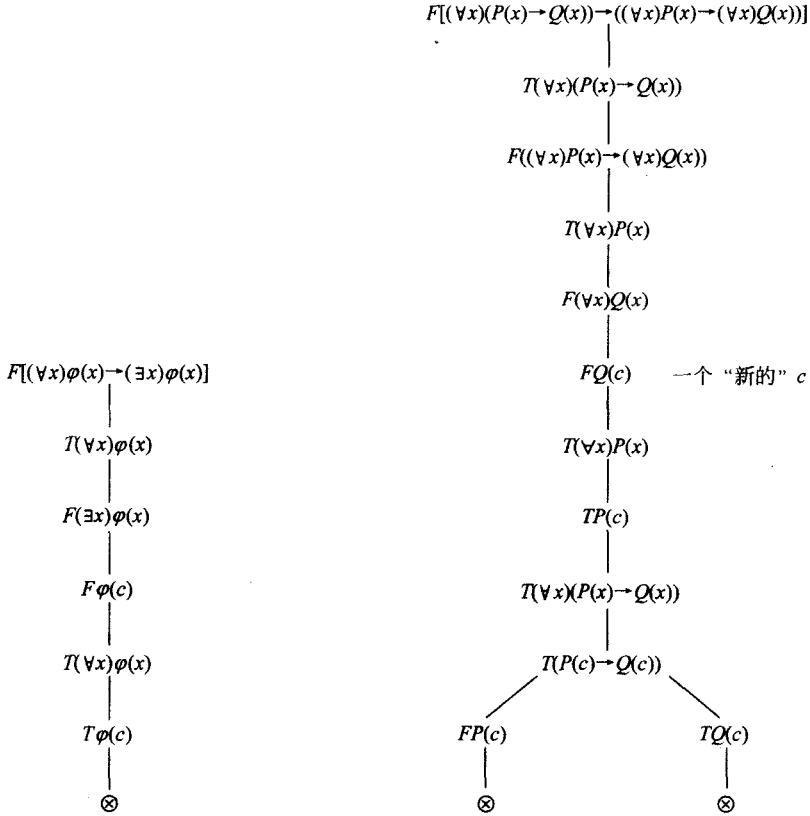 F[(∀x)(P(x)→Q(x))→((∀x)P(x)→(∀x)Q(x))]
T(∀x)(P(x)→Q(x))
F((∀x)P(x)→(∀x)Q(x))
T(∀x)P(x)
F(∀x)Q(x)
FQ(c) 一个“新的”c
T(∀x)P(x)
TP(c)
T(∀x)(P(x)→Q(x))
T(P(c)→Q(c))
FP(c) TQ(c)
⊗ ⊗
F[(∀x)φ(x)→(∃x)φ(x)]
T(∀x)φ(x)
F(∃x)φ(x)
Fφ(c)
T(∀x)φ(x)
Tφ(c)
⊗